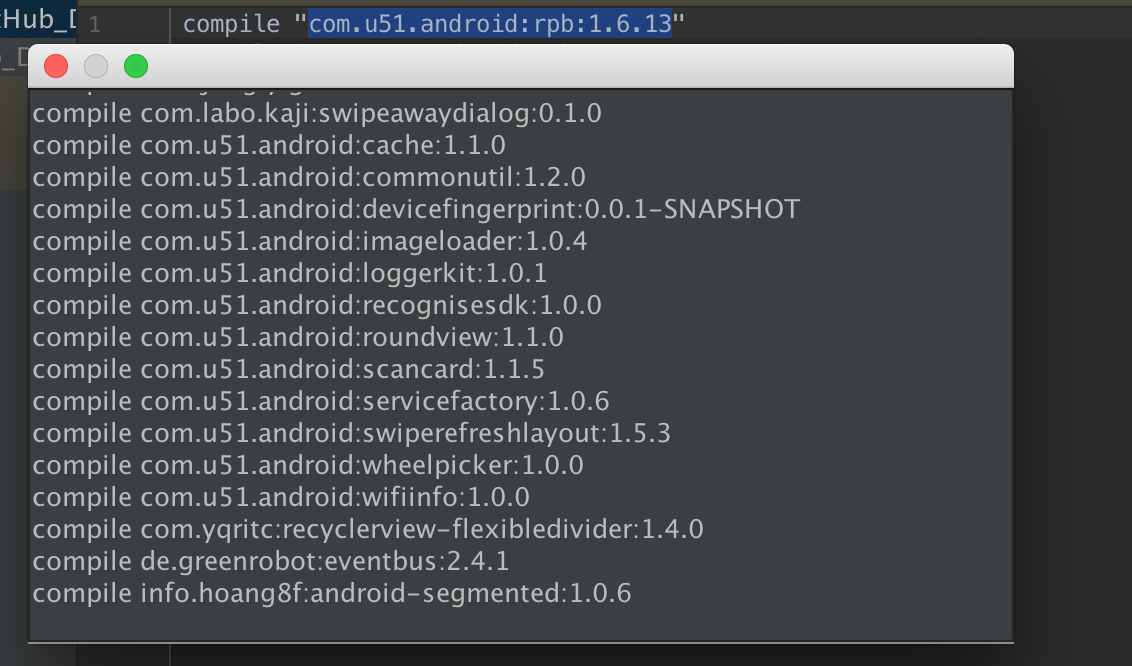 tHub_D
1 compile "com.u51.android:rpb:1.6.13"
_D
compile com.labo.kaji:swipeawaydialog:0.1.0
compile com.u51.android:cache:1.1.0
compile com.u51.android:commonutil:1.2.0
compile com.u51.android:devicefingerprint:0.0.1-SNAPSHOT
compile com.u51.android:imageloader:1.0.4
compile com.u51.android:loggerkit:1.0.1
compile com.u51.android:recognisesdk:1.0.0
compile com.u51.android:roundview:1.1.0
compile com.u51.android:scancard:1.1.5
compile com.u51.android:servicefactory:1.0.6
compile com.u51.android:swiperefreshlayout:1.5.3
compile com.u51.android:wheelpicker:1.0.0
compile com.u51.android:wifiinfo:1.0.0
compile com.yqritc:recyclerview-flexibledivider:1.4.0
compile de.greenrobot:eventbus:2.4.1
compile info.hoang8f:android-segmented:1.0.6